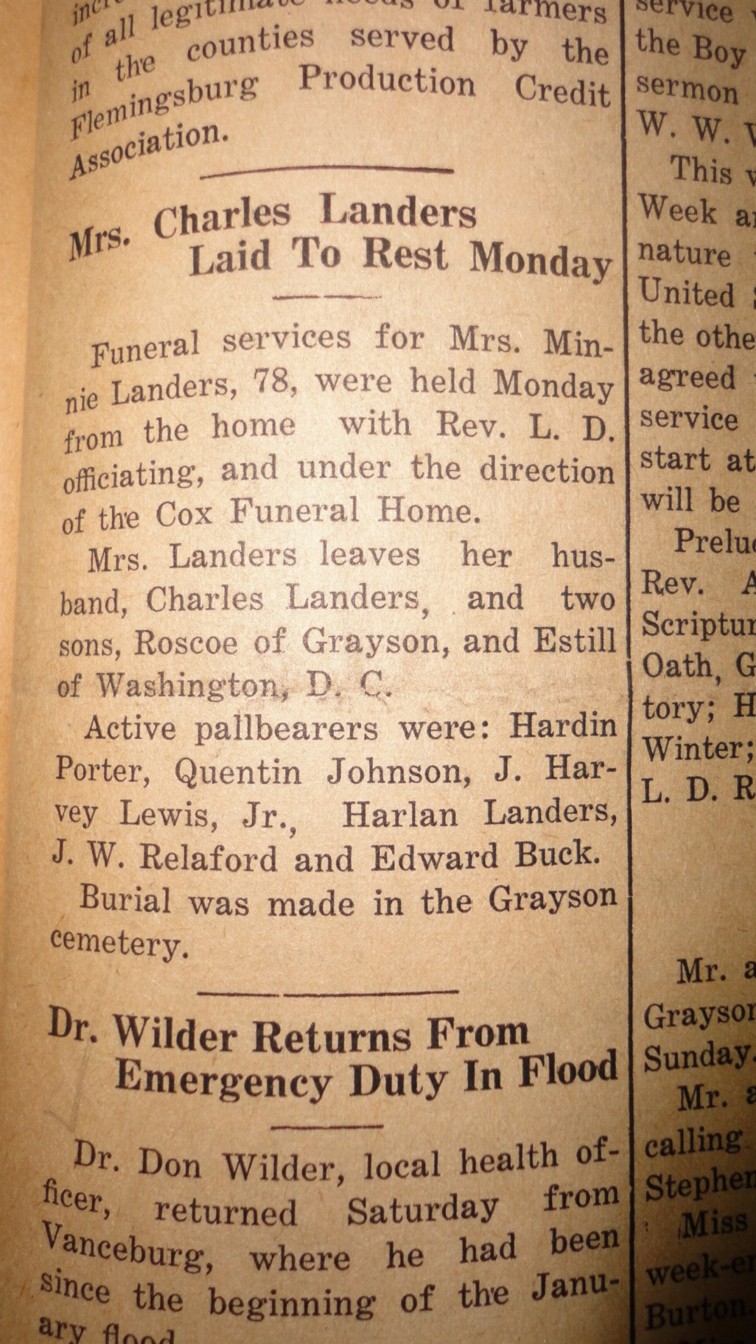 of all legitimate needs of farmers
in the counties served by the
Flemingsburg Production Credit
Association.
Mrs. Charles Landers
Laid To Rest Monday
Funeral services for Mrs. Min-
nie Landers, 78, were held Monday
from the home with Rev. L. D.
officiating, and under the direction
of the Cox Funeral Home.
Mrs. Landers leaves her hus-
band, Charles Landers, and two
sons, Roscoe of Grayson, and Estill
of Washington, D. C.
Active pallbearers were: Hardin
Porter, Quentin Johnson, J. Har-
vey Lewis, Jr., Harlan Landers,
J. W. Relaford and Edward Buck.
Burial was made in the Grayson
cemetery.
Dr. Wilder Returns From
Emergency Duty In Flood
Dr. Don Wilder, local health of-
ficer, returned Saturday from
Vanceburg, where he had been
since the beginning of the Janu-
ary flood
service
the Boy
sermon
W. W.
This
Week
nature
United
the
agreed
service
start at
will be
Rev. A
Oath, G
tory; H
Winter;
L. D. R
Mr.
Sunday.
Mr.
calling
Miss
Burton